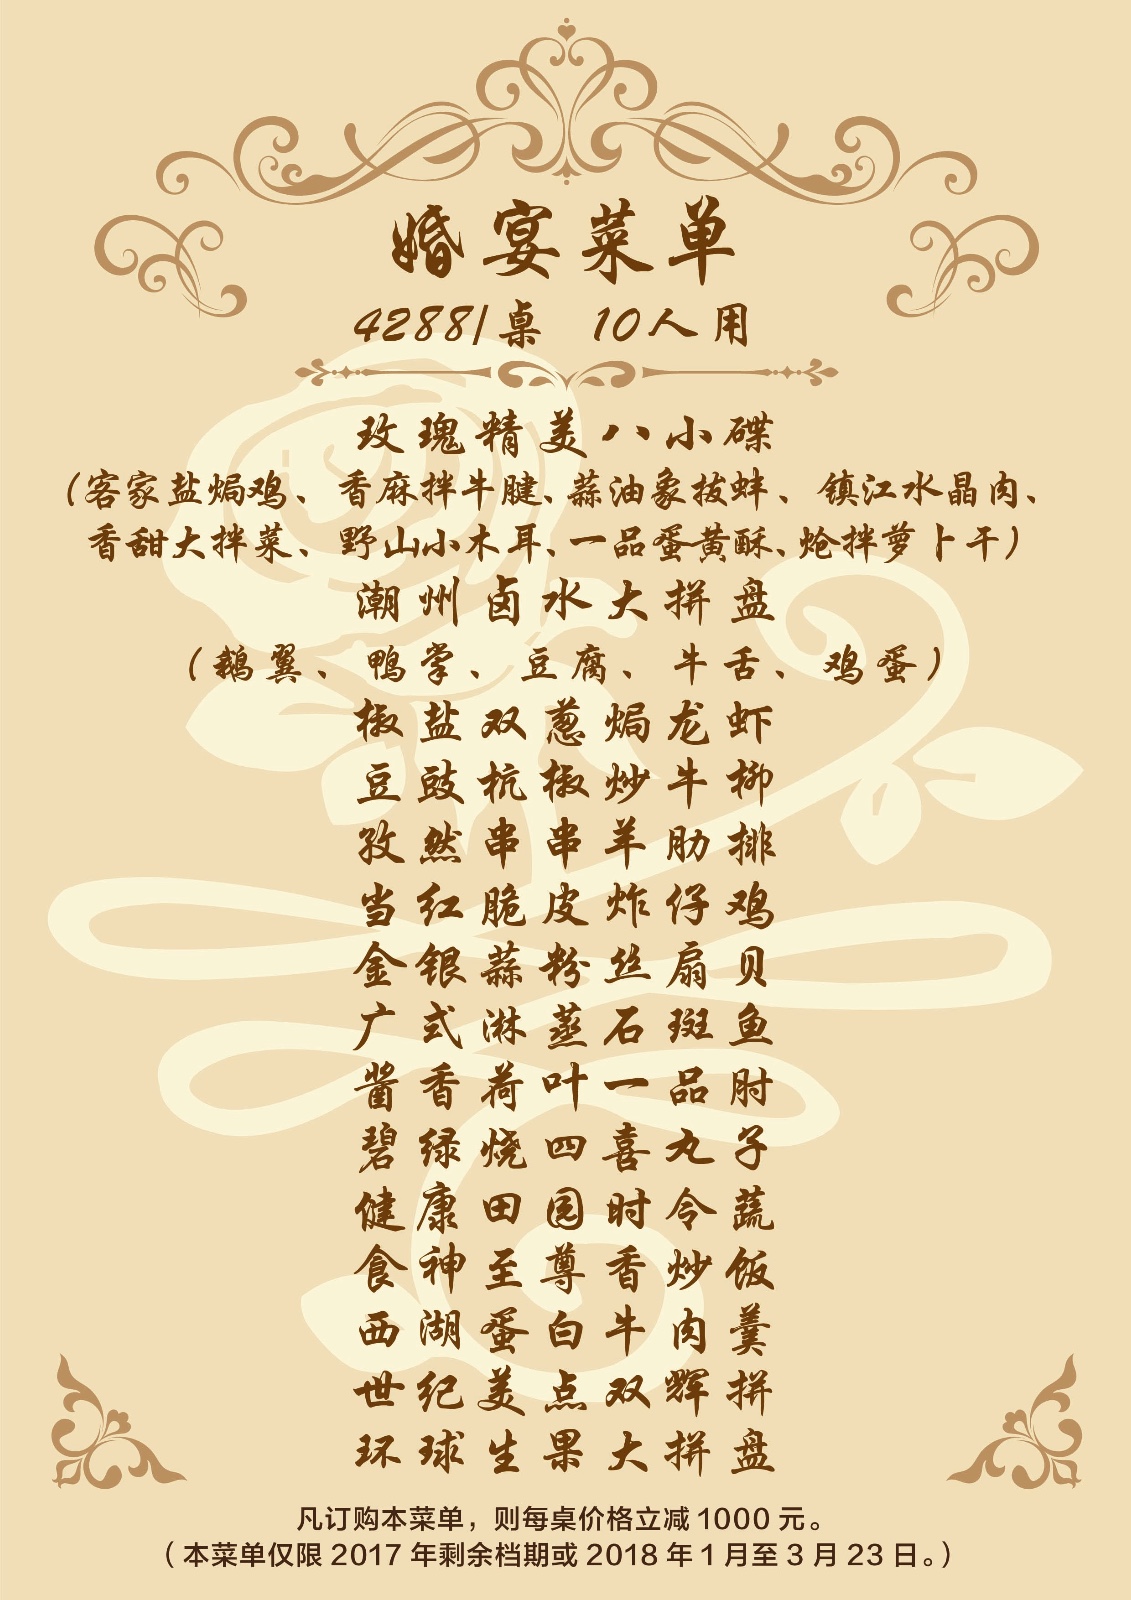 婚宴菜单
4288/桌 10人用
玫瑰精美八小碟
（客家盐焗鸡、香麻拌牛腱、蒜油象拔蚌、镇江水晶肉、
香甜大拌菜、野山小木耳、一品蛋黄酥、炝拌萝卜干）
潮州卤水大拼盘
（鹅翼、鸭掌、豆腐、牛舌、鸡蛋）
椒盐双葱焗龙虾
豆豉杭椒炒牛柳
孜然串串羊肋排
当红脆皮炸仔鸡
金银蒜粉丝扇贝
广式淋蒸石斑鱼
酱香荷叶一品肘
碧绿烧四喜丸子
健康田园时令蔬
食神至尊香炒饭
西湖蛋白牛肉羹
世纪美点双辉拼
环球生果大拼盘
凡订购本菜单，则每桌价格立减1000元。
（本菜单仅限2017年剩余档期或2018年1月至3月23日。）